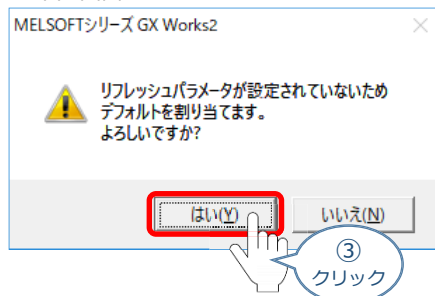 MELSOFTシリーズ GX Works2
リフレッシュパラメータが設定されていないため
デフォルトを割り当てます。
よろしいですか?
はい(Y)
いいえ(N)
③
クリック